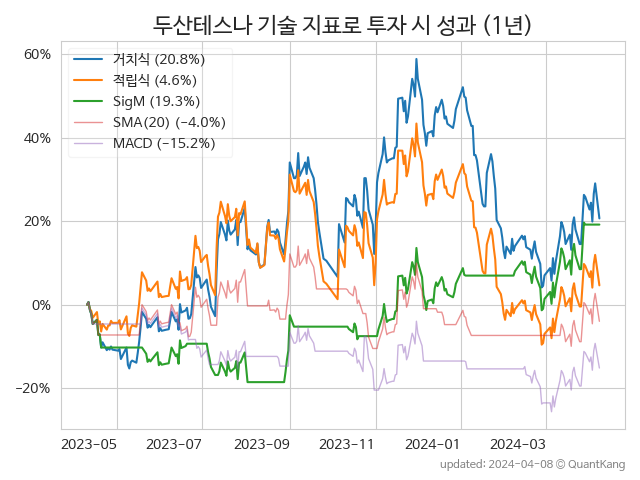 두산테스나 기술 지표로 투자 시 성과 (1년)
60%
40%
20%
0%
−20%
거치식 (20.8%)
적립식 (4.6%)
SigM (19.3%)
SMA(20) (−4.0%)
MACD (−15.2%)
2023-05 2023-07 2023-09 2023-11 2024-01 2024-03
updated: 2024-04-08 ⓒ QuantKang